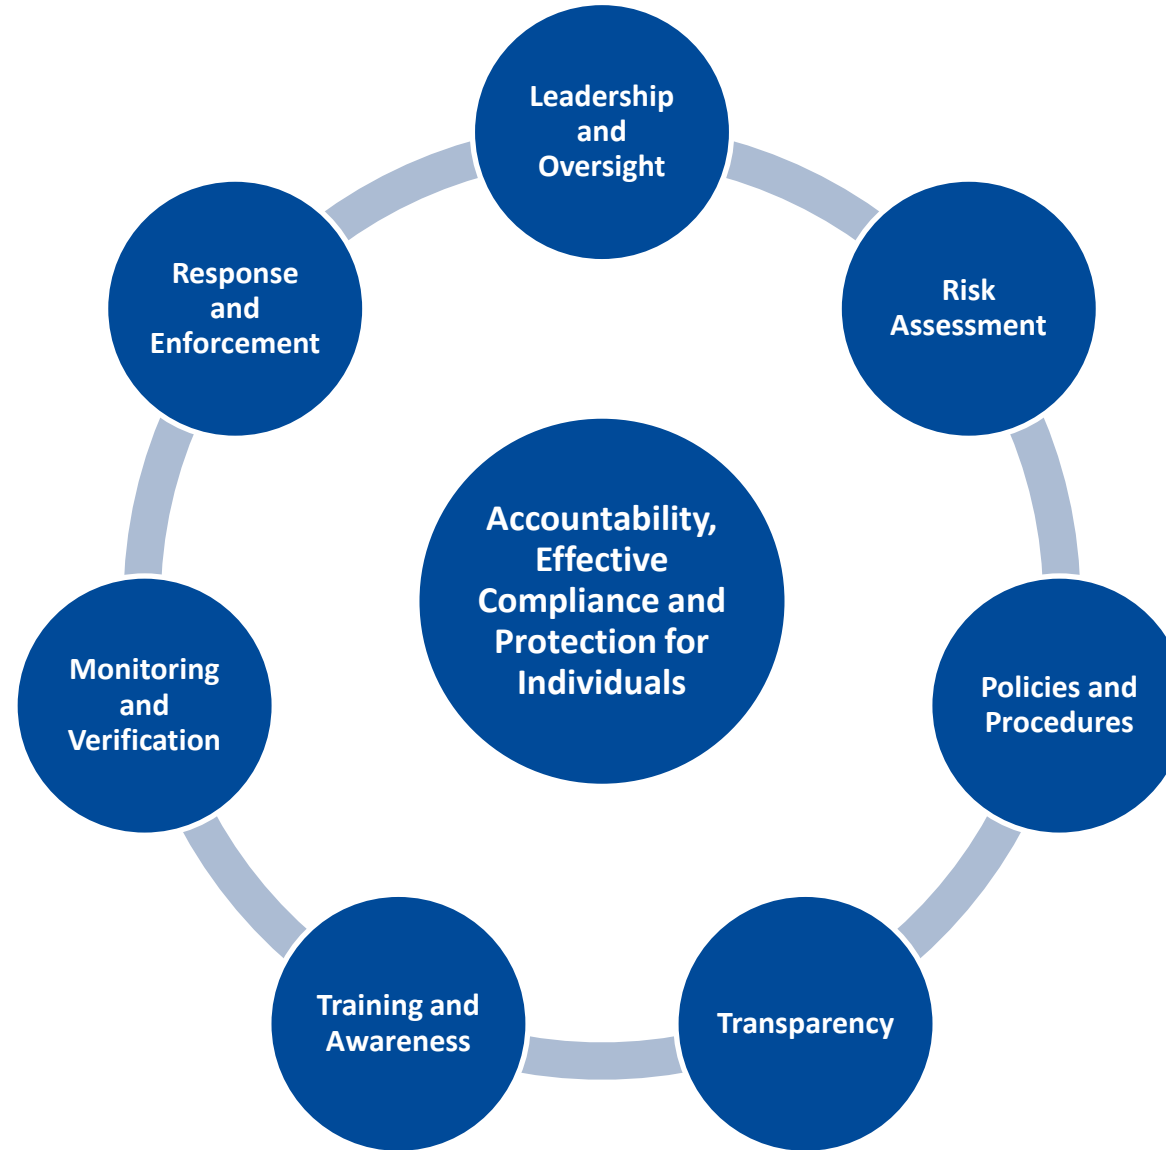 Leadership
and
Oversight
Risk
Assessment
Policies and
Procedures
Transparency
Training and
Awareness
Monitoring
and
Verification
Response
and
Enforcement
Accountability,
Effective
Compliance and
Protection for
Individuals